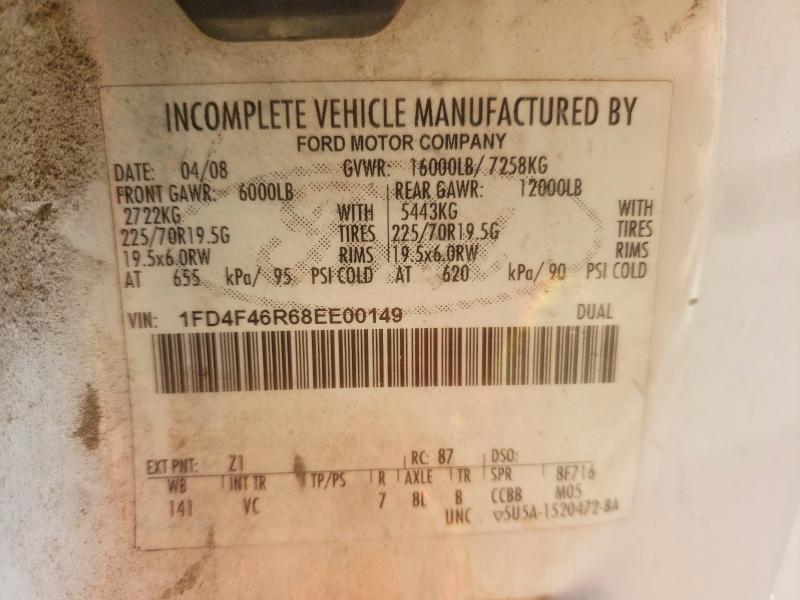 INCOMPLETE VEHICLE MANUFACTURED BY
FORD MOTOR COMPANY
DATE: 04/08 GVWR: 16000LB/ 7258KG
FRONT GAWR: 6000LB REAR GAWR: 12000LB
2722KG WITH 5443KG WITH
225/70R19.5G TIRES 225/70R19.5G TIRES
19.5x6.0RW RIMS 19.5x6.0RW RIMS
AT 655 kPa/ 95 PSI COLD AT 620 kPa/ 90 PSI COLD
VIN: 1FD4F46R68EE00149 DUAL
EXT PNT: Z1 RC: 87 DSO:
WB INT TR TP/PS R AXLE TR SPR 8F716
141 VC 7 8L B CCBB M05
UNC ▽5U5A-1520472-BA